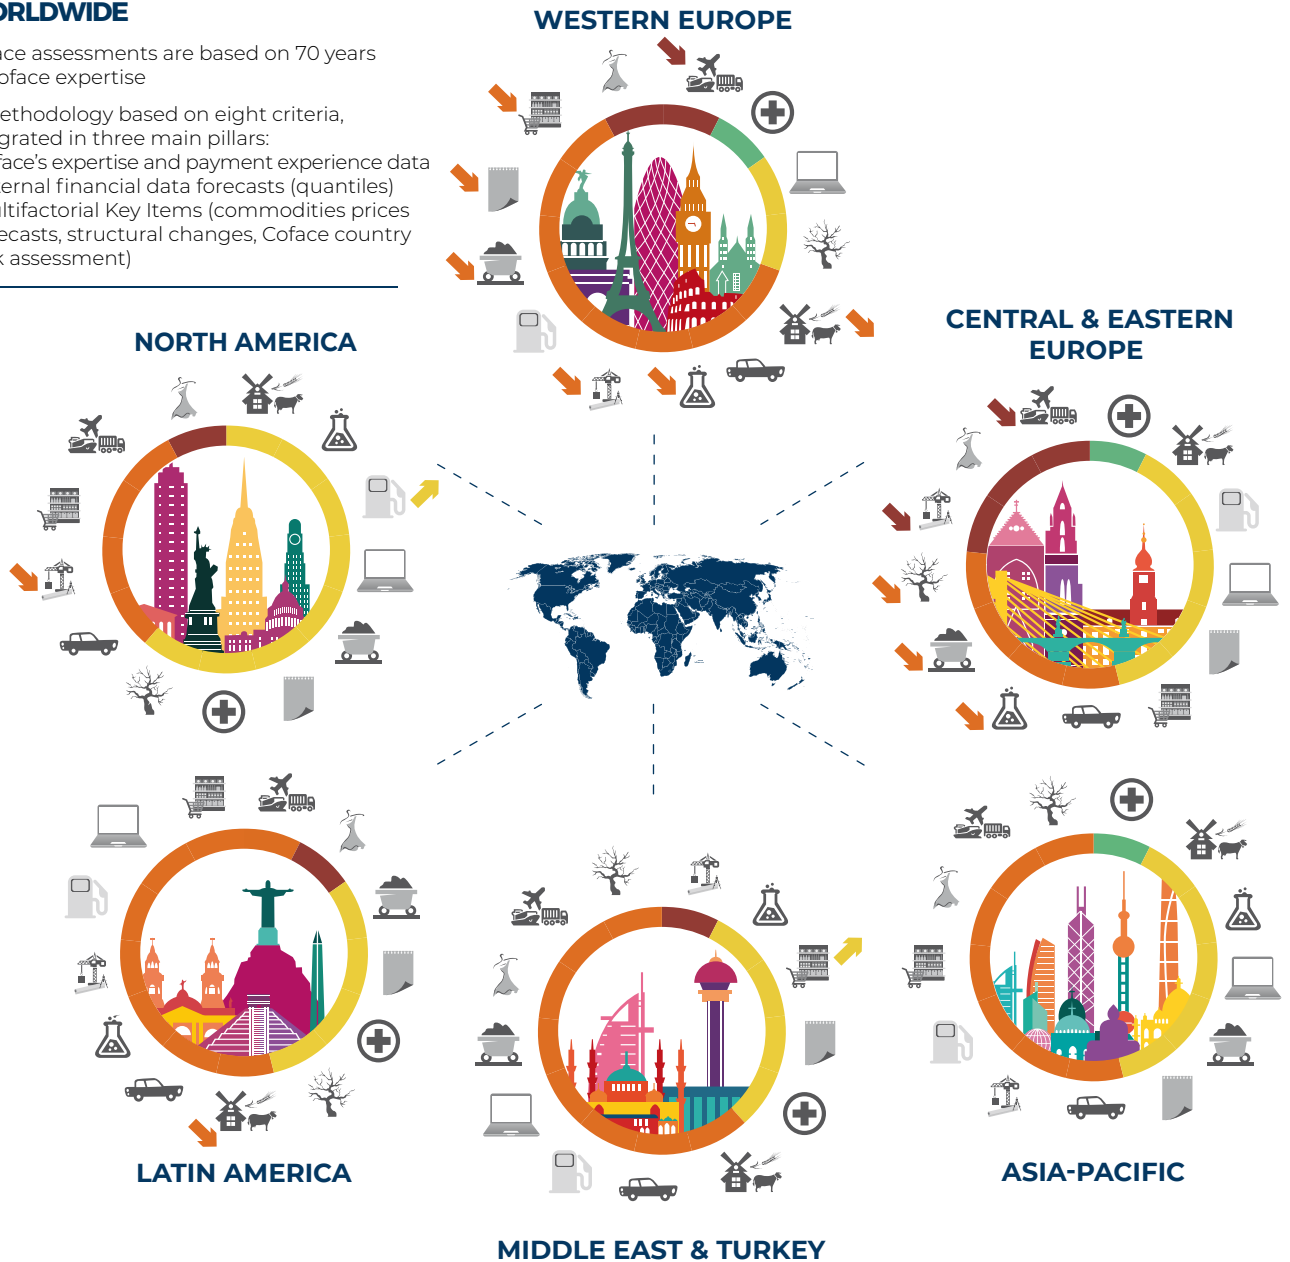 ORLDWIDE
ace assessments are based on 70 years
oface expertise
ethodology based on eight criteria,
grated in three main pillars:
face's expertise and payment experience data
ternal financial data forecasts (quantiles)
ultifactorial Key Items (commodities prices
ecasts, structural changes, Coface country
k assessment)
WESTERN EUROPE
NORTH AMERICA
CENTRAL & EASTERN
EUROPE
LATIN AMERICA
ASIA-PACIFIC
MIDDLE EAST & TURKEY